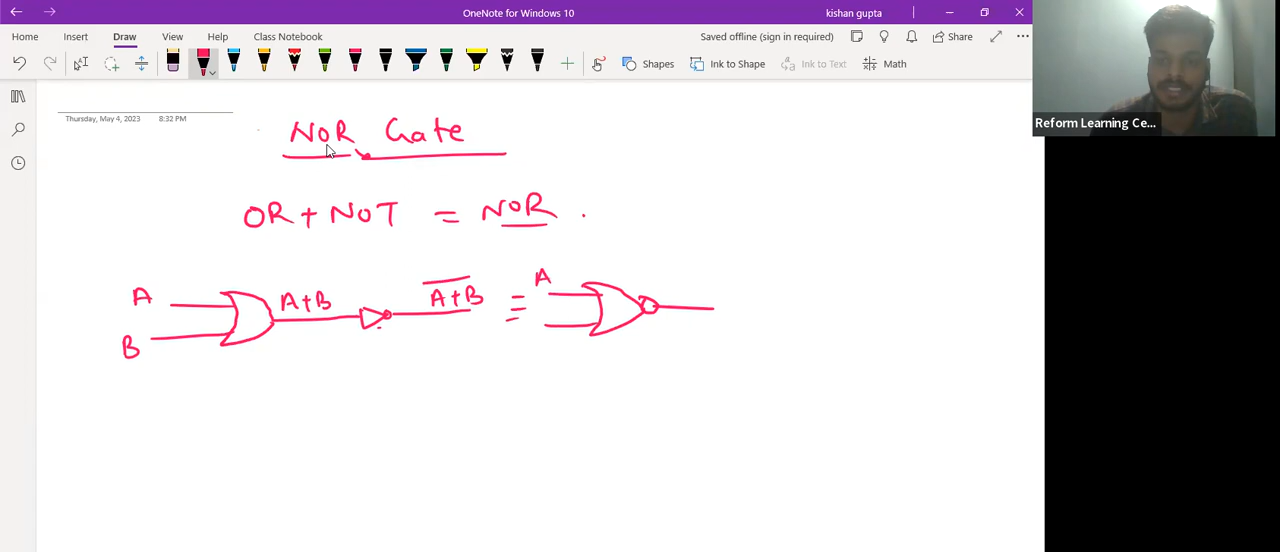 OneNote for Windows 10
kishan gupta
Home Insert Draw View Help Class Notebook
Saved offline (sign in required)
Share
Shapes
Ink to Shape
Ink to Text
Math
Thursday, May 4, 2023 8:32 PM
Reform Learning Ce...
NOR Gate
OR + NOT = NOR .
A
B
A+B
\overline{A+B}
≡
A